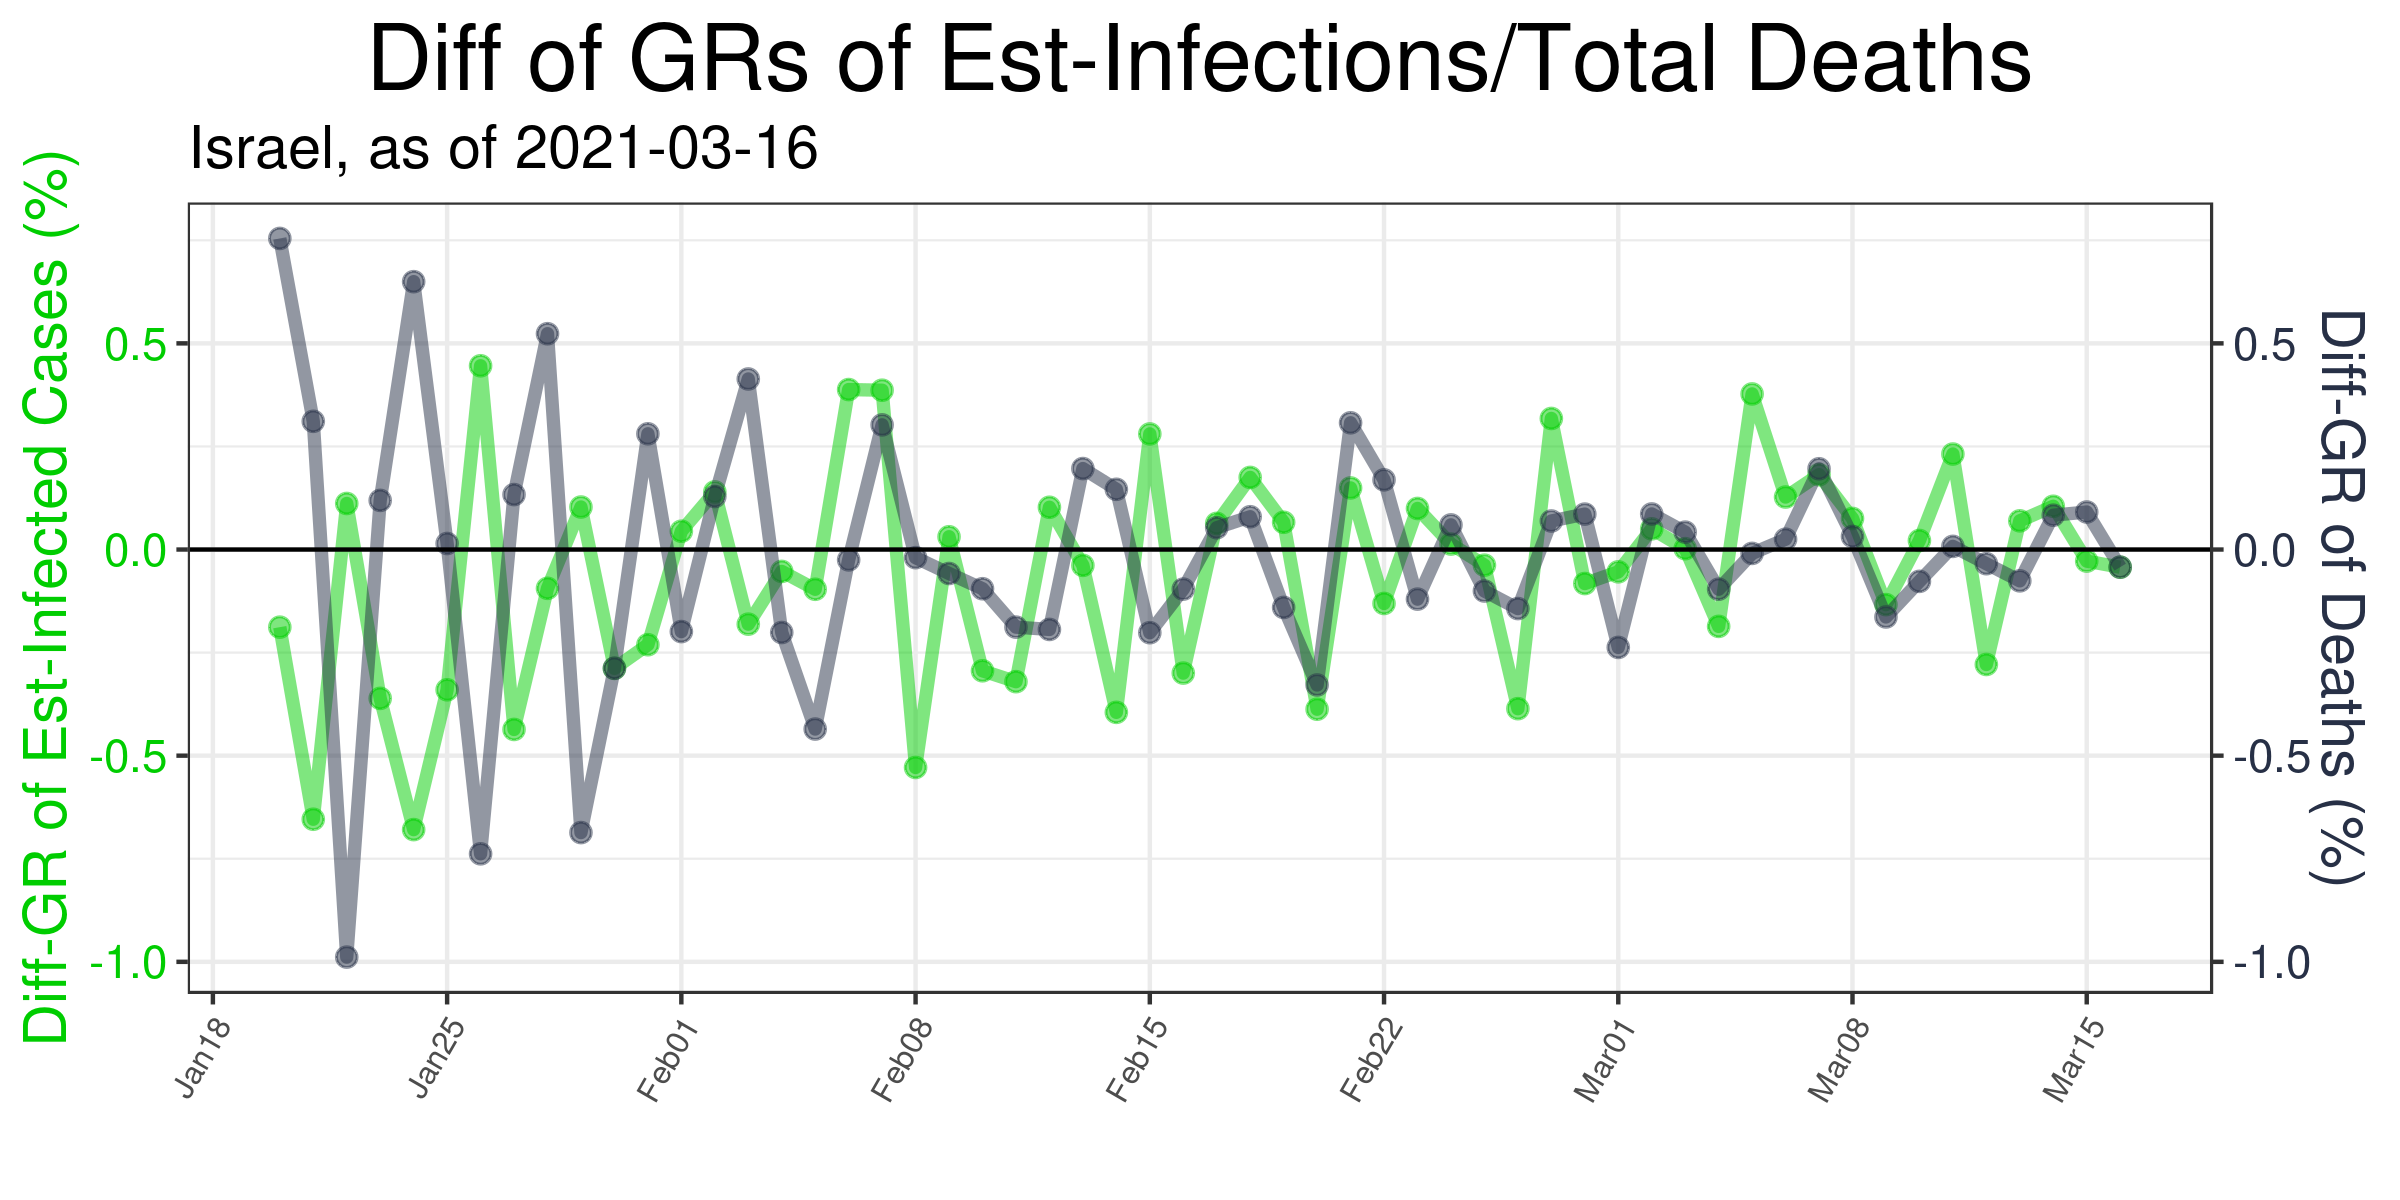 Diff of GRs of Est-Infections/Total Deaths
Israel, as of 2021-03-16
Diff-GR of Est-Infected Cases (%)
0.5
0.0
-0.5
-1.0
0.5
0.0
-0.5
-1.0
Diff-GR of Deaths (%)
Jan18
Jan25
Feb01
Feb08
Feb15
Feb22
Mar01
Mar08
Mar15